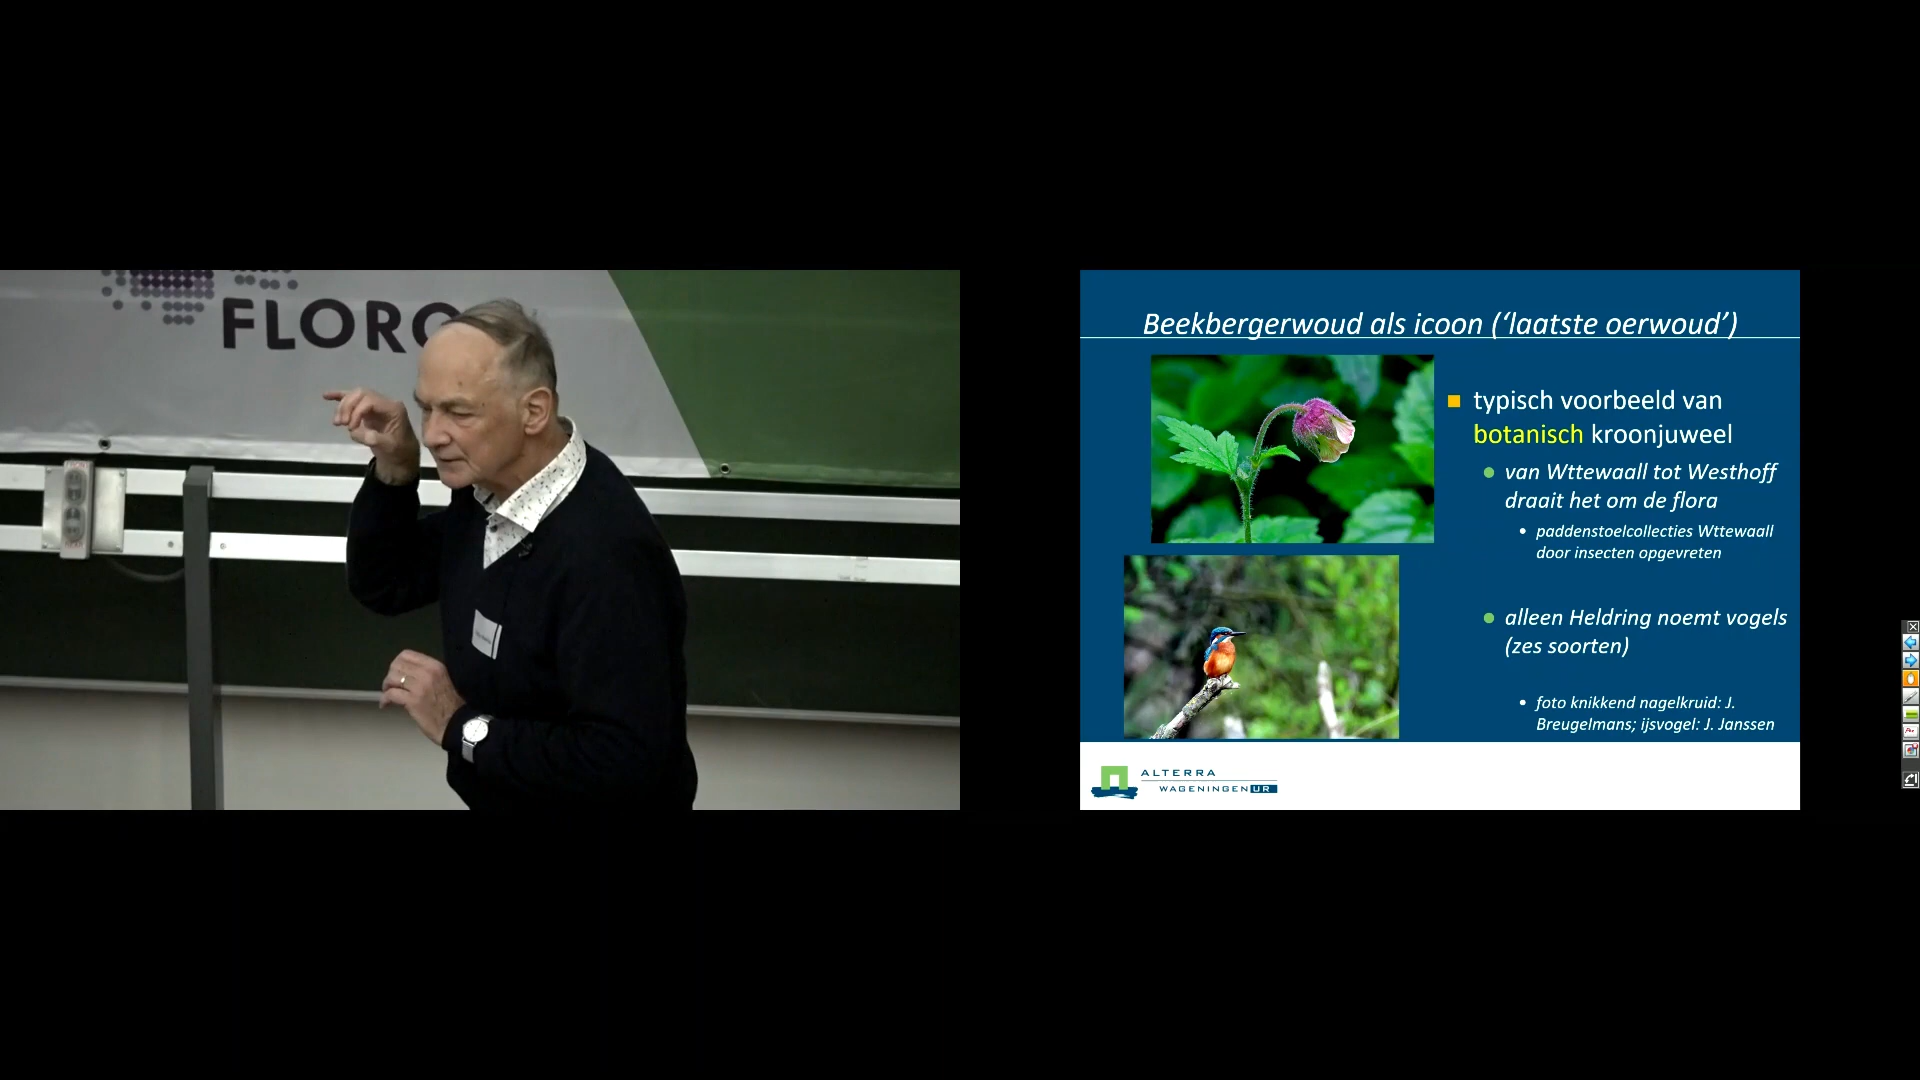 FLORO
Beekbergerwoud als icoon (‘laatste oerwoud’)
typisch voorbeeld van
botanisch kroonjuweel
van Wttewaall tot Westhoff
draait het om de flora
paddenstoelcollecties Wttewaall
door insecten opgevreten
alleen Heldring noemt vogels
(zes soorten)
foto knikkend nagelkruid: J.
Breugelmans; ijsvogel: J. Janssen
ALTERRA
WAGENINGEN UR